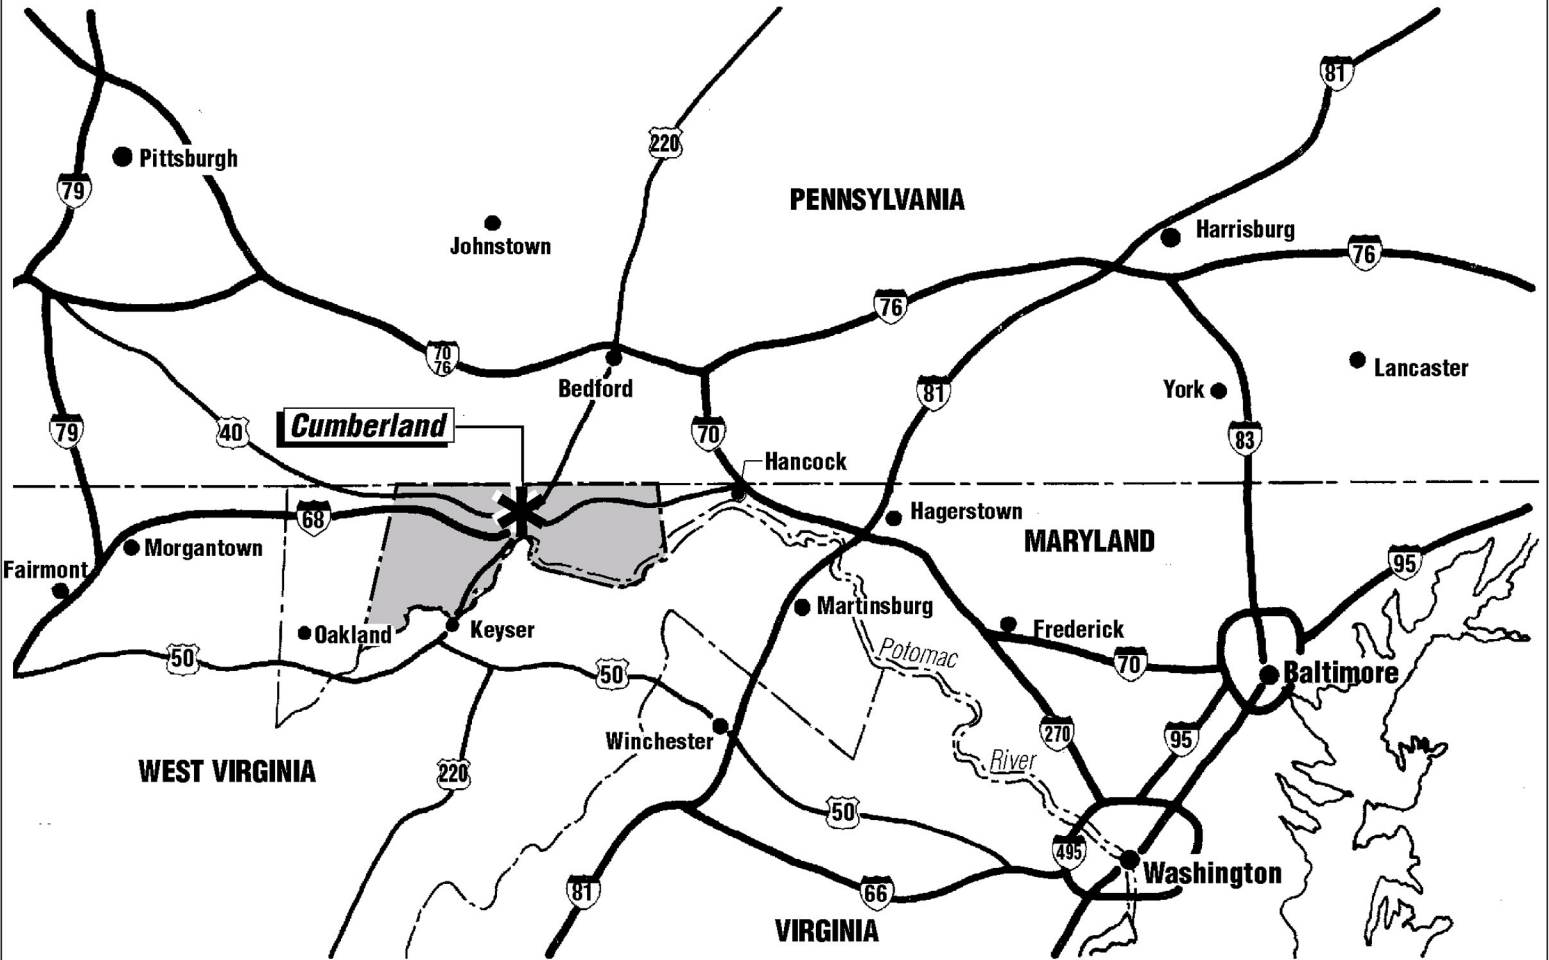 81
220
Pittsburgh
79
PENNSYLVANIA
Johnstown
Harrisburg
76
76
70
76
Bedford
Lancaster
York
81
Cumberland
40
79
70
83
Hancock
68
Hagerstown
MARYLAND
Morgantown
Fairmont
95
Martinsburg
Oakland
Keyser
Frederick
50
50
Potomac
70
Baltimore
Winchester
270
95
River
WEST VIRGINIA
220
50
495
Washington
81
66
VIRGINIA